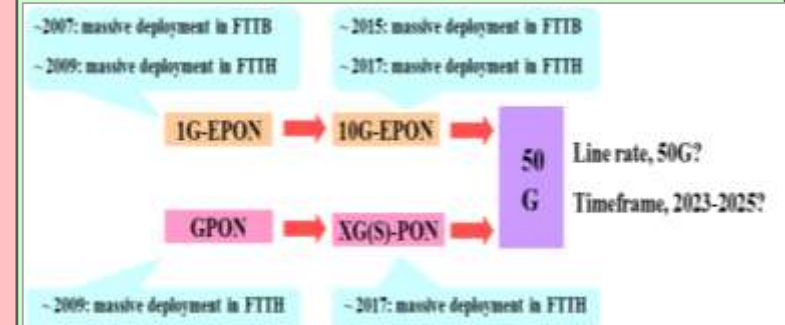 ~2007: massive deployment in FTTB
~2009: massive deployment in FTTH
~2015: massive deployment in FTTB
~2017: massive deployment in FTTH
1G-EPON
10G-EPON
50
G
Line rate, 50G?
Timeframe, 2023-2025?
GPON
XG(S)-PON
~2009: massive deployment in FTTH
~2017: massive deployment in FTTH